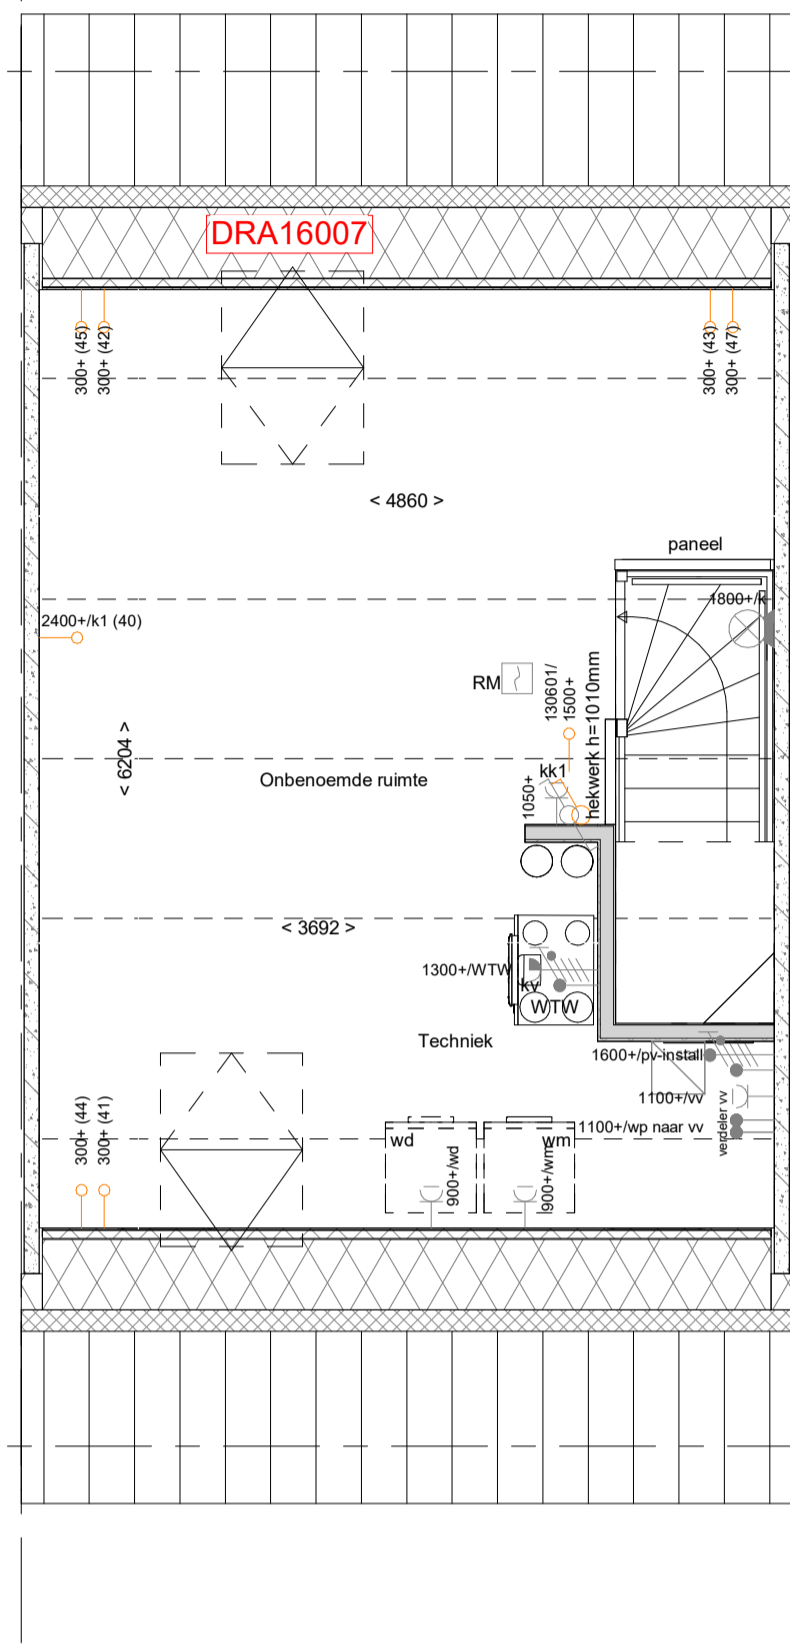 DRA16007
300+ (45)
300+ (42)
300+ (43)
300+ (47)
< 4860 >
paneel
1800+/k
2400+/k1 (40)
RM
130601/
1500+
hekwerk h=1010mm
< 6204 >
Onbenoemde ruimte
kk1
1050+
< 3692 >
1300+/WTW
kv
WTW
Techniek
1600+/pv-install
1100+/vv
verdeler vv
1100+/wp naar vv
300+ (44)
300+ (41)
wd
900+/wd
wm
900+/wm